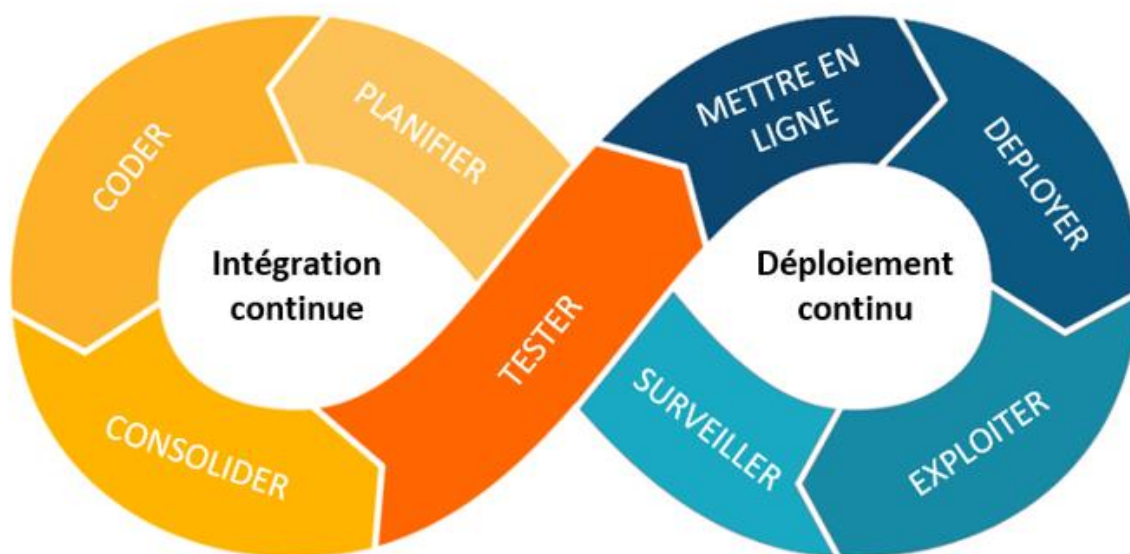 PLANIFIER
CODER
CONSOLIDER
TESTER
METTRE EN
LIGNE
DEPLOYER
EXPLOITER
SURVEILLER
Intégration
continue
Déploiement
continu